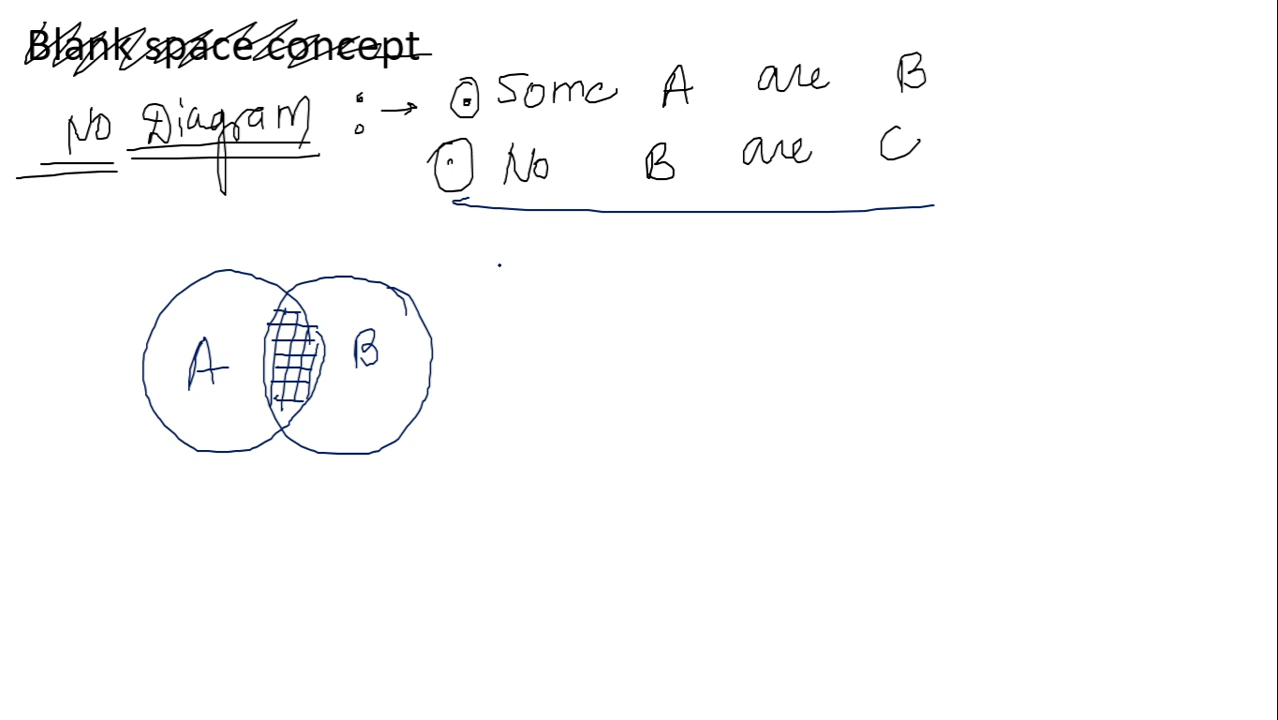 Blank space concept
No Diagram : → Some A are B
No B are C
A B